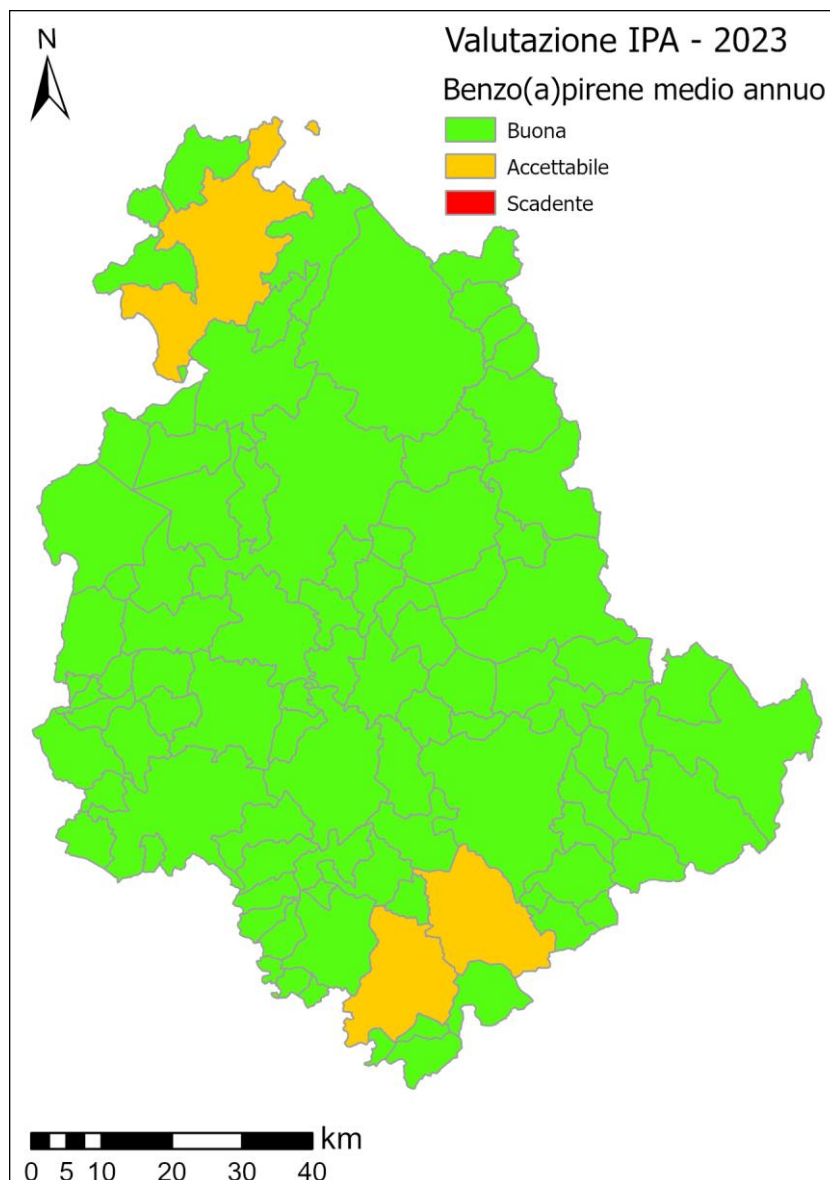 N
Valutazione IPA - 2023
Benzo(a)pirene medio annuo
Buona
Accettabile
Scadente
km
0 5 10 20 30 40